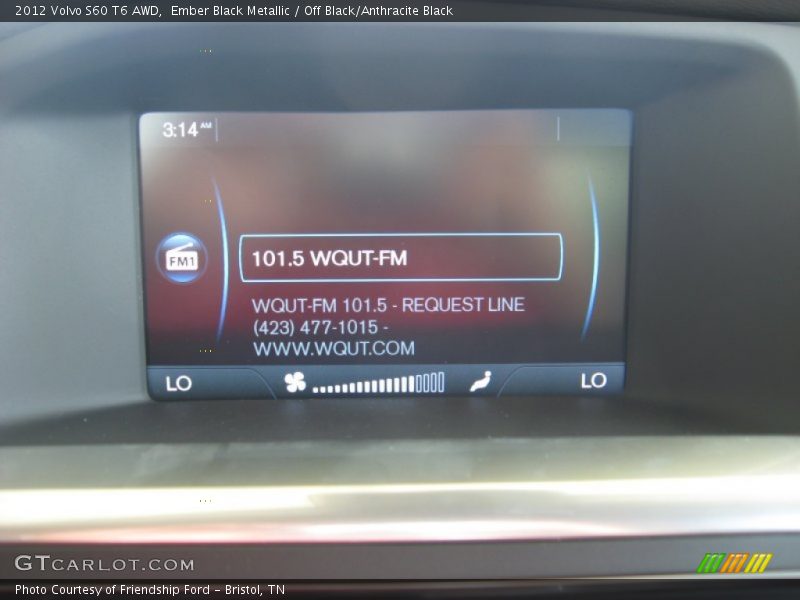 2012 Volvo S60 T6 AWD,  Ember Black Metallic / Off Black/Anthracite Black
3:14 AM
FM1
101.5 WQUT-FM
WQUT-FM 101.5 - REQUEST LINE
(423) 477-1015 -
WWW.WQUT.COM
LO
LO
GTCARLOT.COM
Photo Courtesy of Friendship Ford – Bristol, TN